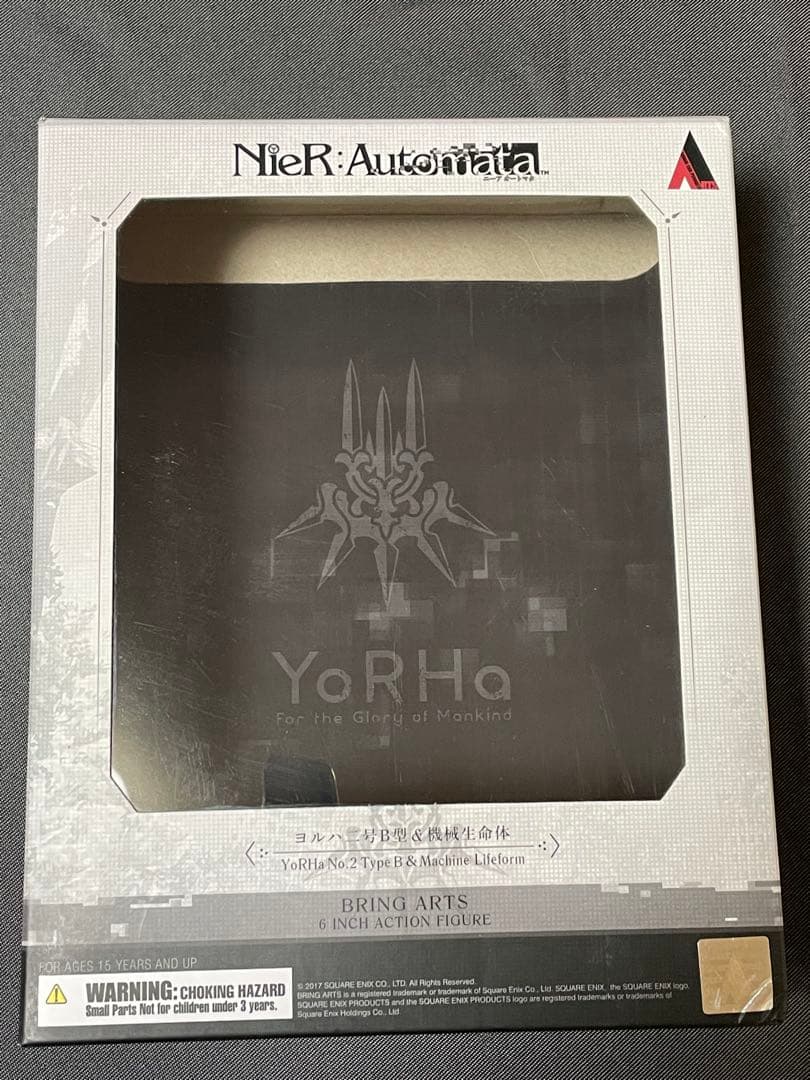 NieR:Automata™
ニーア オートマタ
YoRHa
For the Glory of Mankind
ヨルハ二号B型&機械生命体
YoRHa No.2 Type B & Machine Lifeform
BRING ARTS
6 INCH ACTION FIGURE
FOR AGES 15 YEARS AND UP
WARNING: CHOKING HAZARD
Small Parts Not for children under 3 years.
© 2017 SQUARE ENIX CO., LTD. All Rights Reserved.
BRING ARTS is a registered trademark or trademark of Square Enix Co., Ltd. SQUARE ENIX, the SQUARE ENIX logo,
SQUARE ENIX PRODUCTS and the SQUARE ENIX PRODUCTS logo are registered trademarks or trademarks of
Square Enix Holdings Co., Ltd.